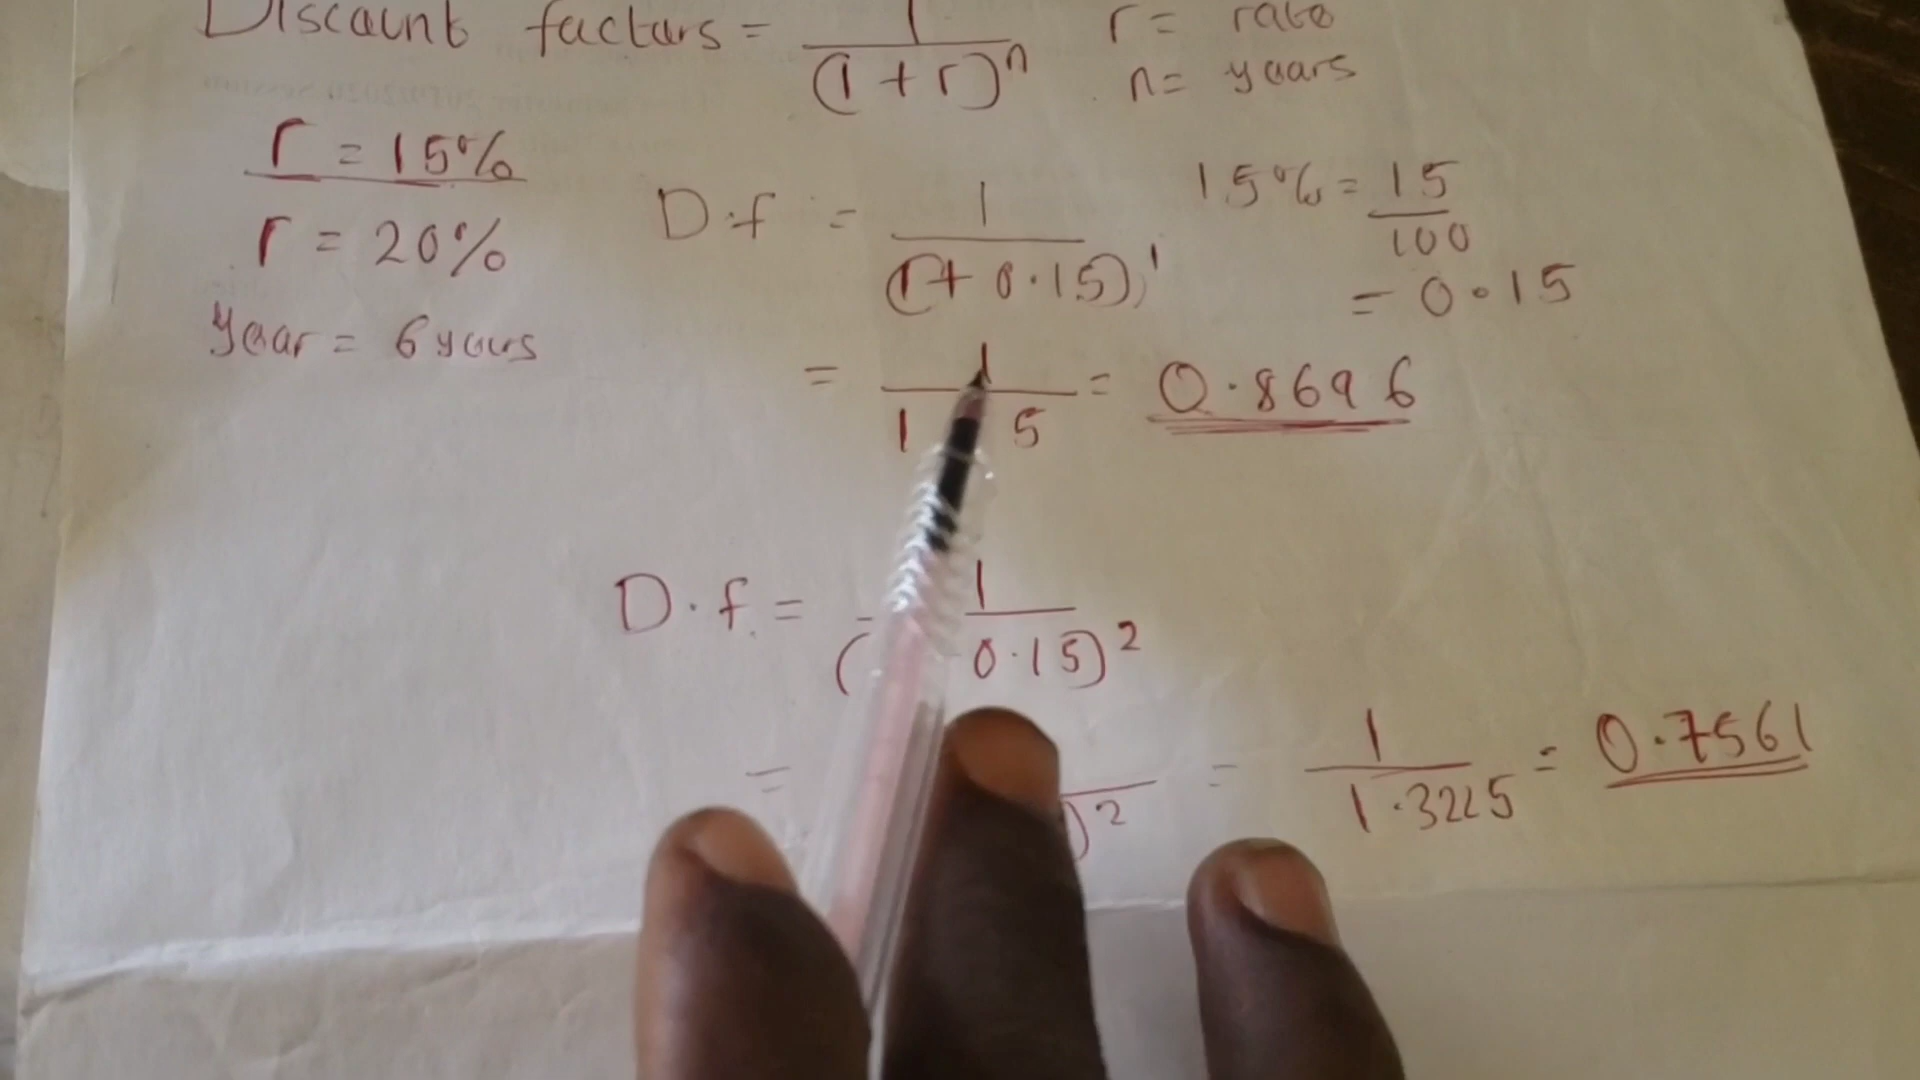 Discount factors = 1 / (1 + r)^n r = rate
n = years
r = 15%
r = 20%
year = 6 years
D.f = 1 / (1 + 0.15)^1
15% = 15 / 100
= 0.15
= 1 / 1 5 = 0.8696
D.f. = 1 / ( 0.15)^2
= )^2 = 1 / 1.3225 = 0.7561